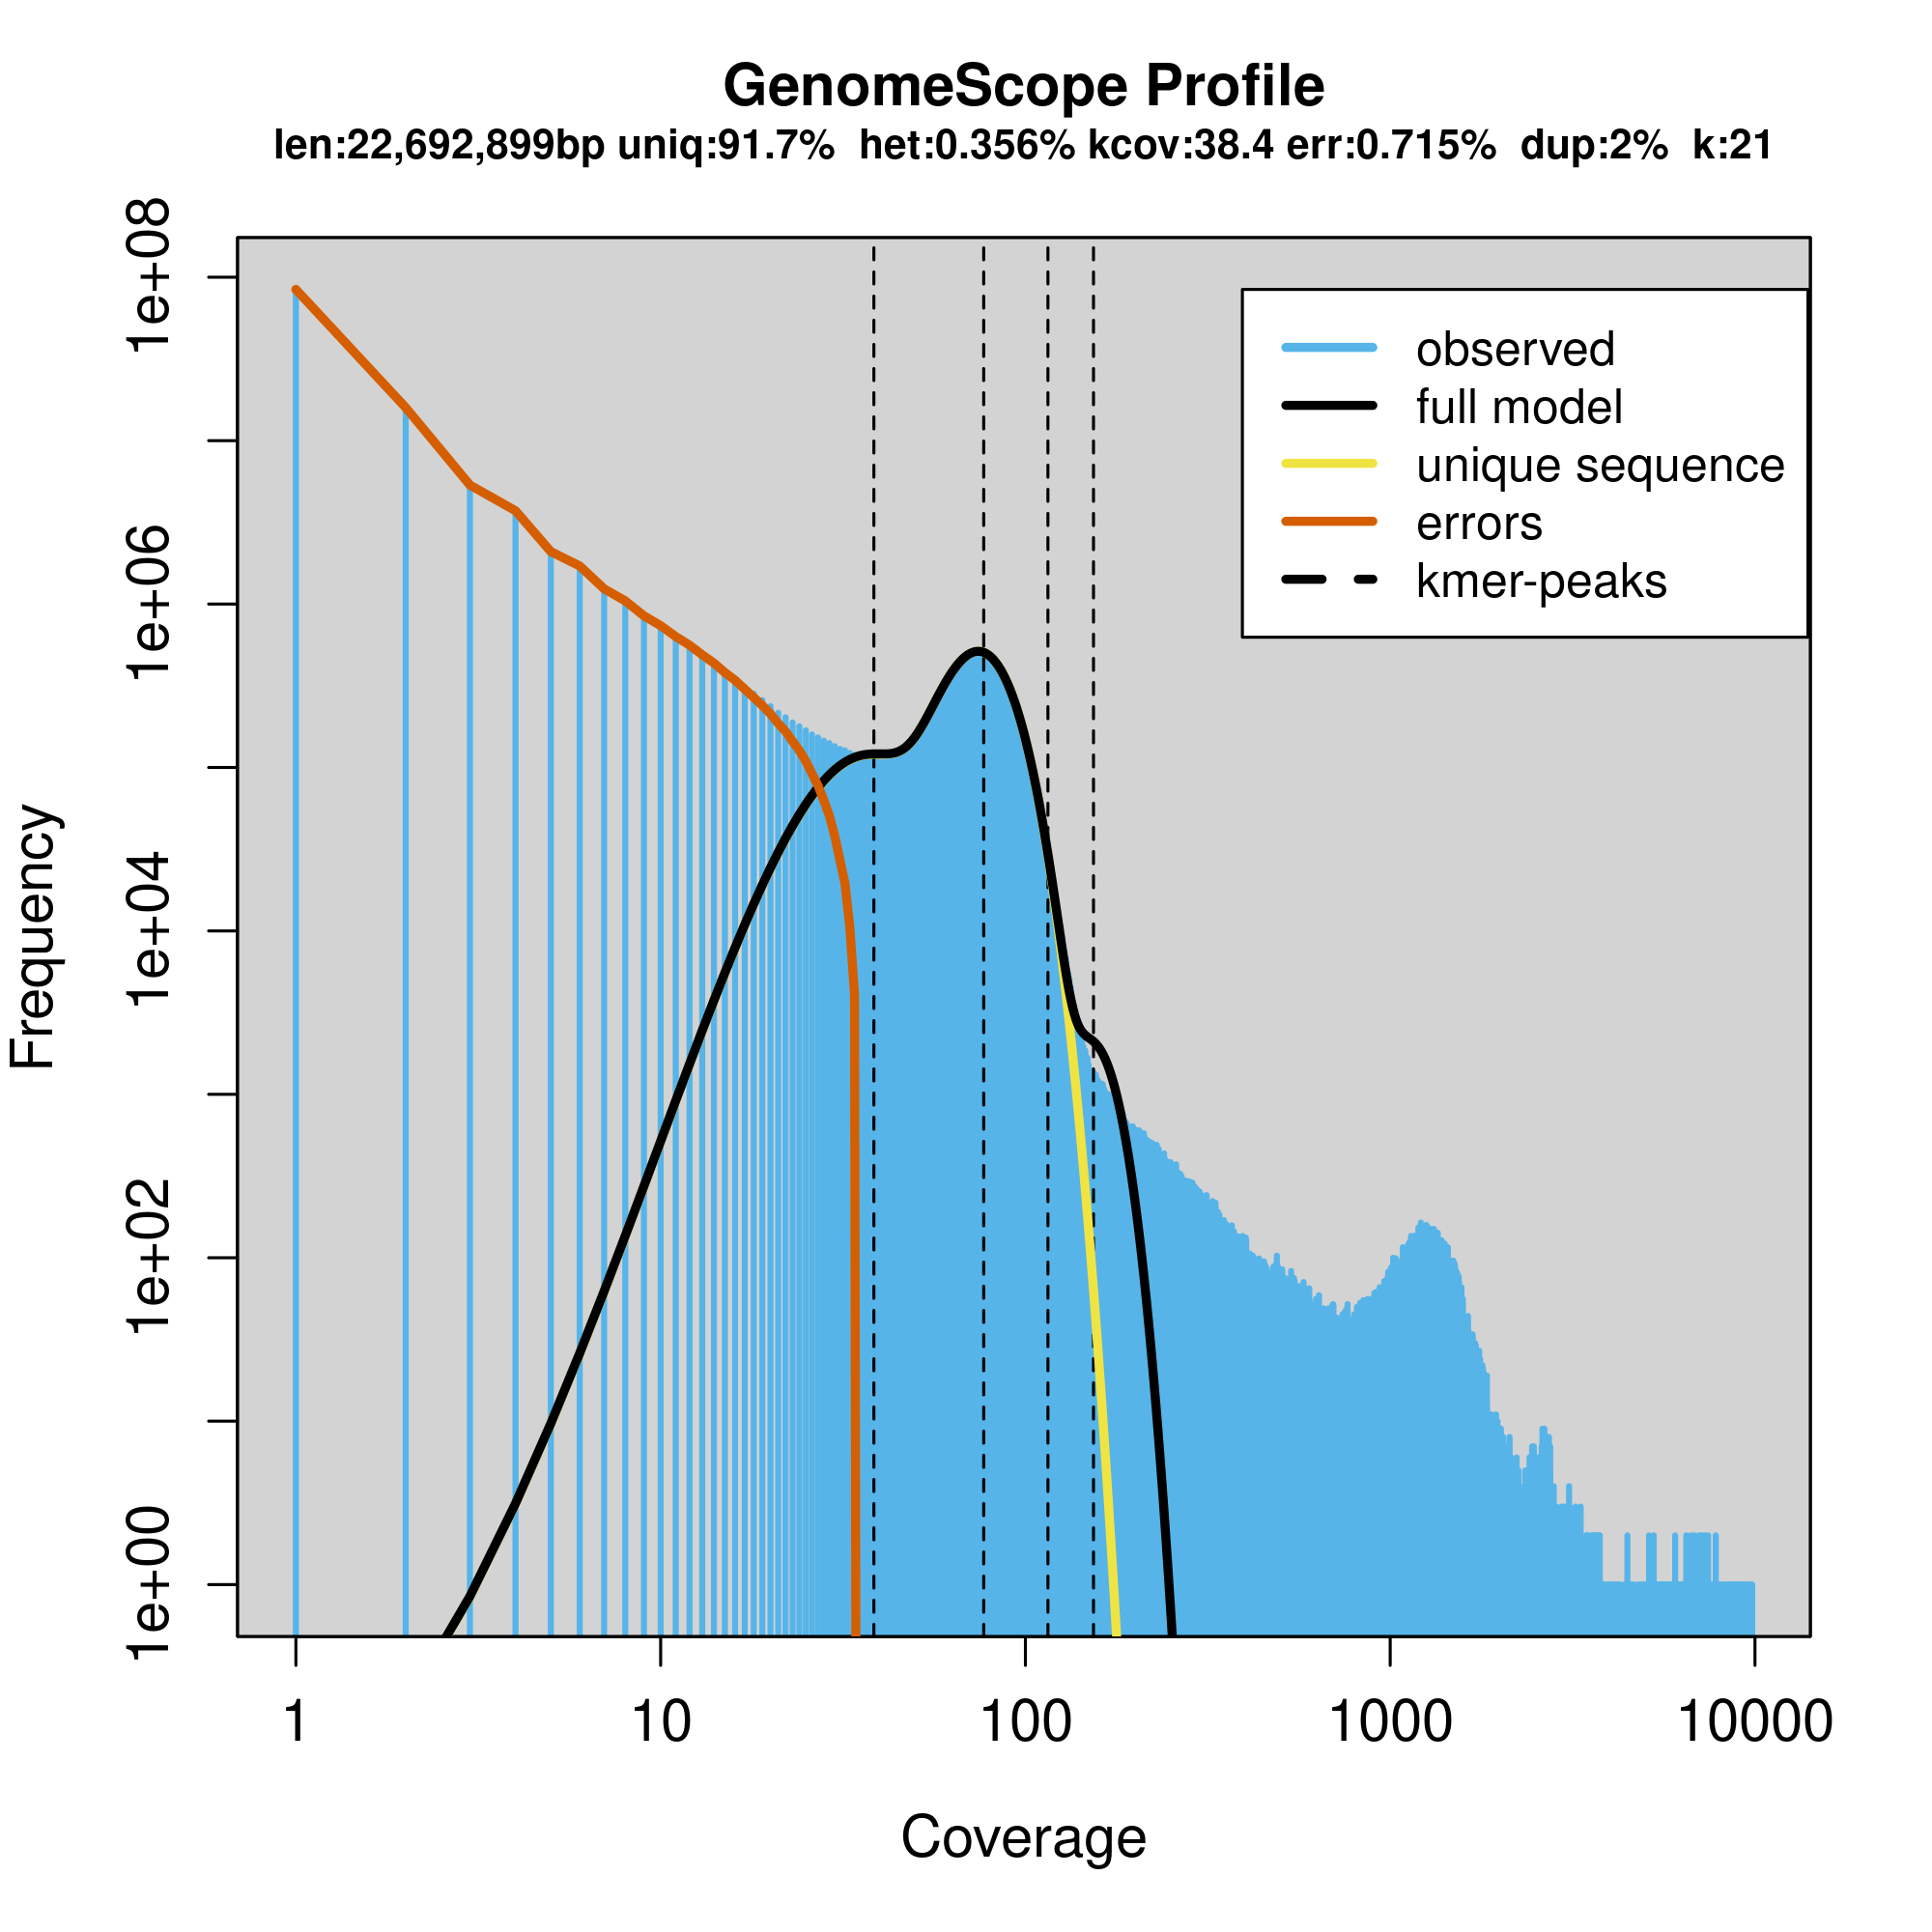 GenomeScope Profile
len:22,692,899bp uniq:91.7% het:0.356% kcov:38.4 err:0.715% dup:2% k:21
observed
full model
unique sequence
errors
kmer-peaks
Frequency
1e+08
1e+06
1e+04
1e+02
1e+00
1 10 100 1000 10000
Coverage